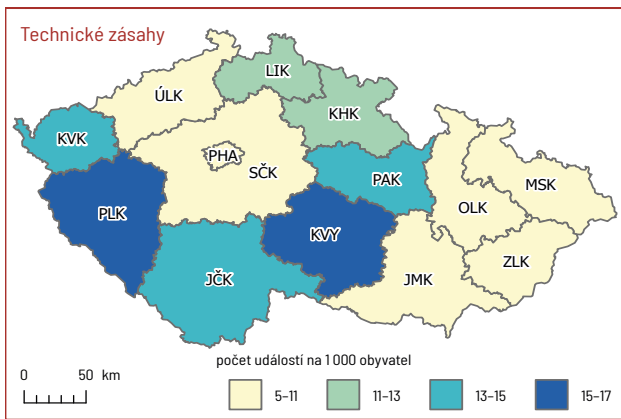 Technické zásahy
LIK
ÚLK
KHK
KVK
PHA
SČK
PAK
MSK
PLK
OLK
KVY
ZLK
JČK
JMK
počet událostí na 1 000 obyvatel
0 50 km
5–11 11–13 13–15 15–17